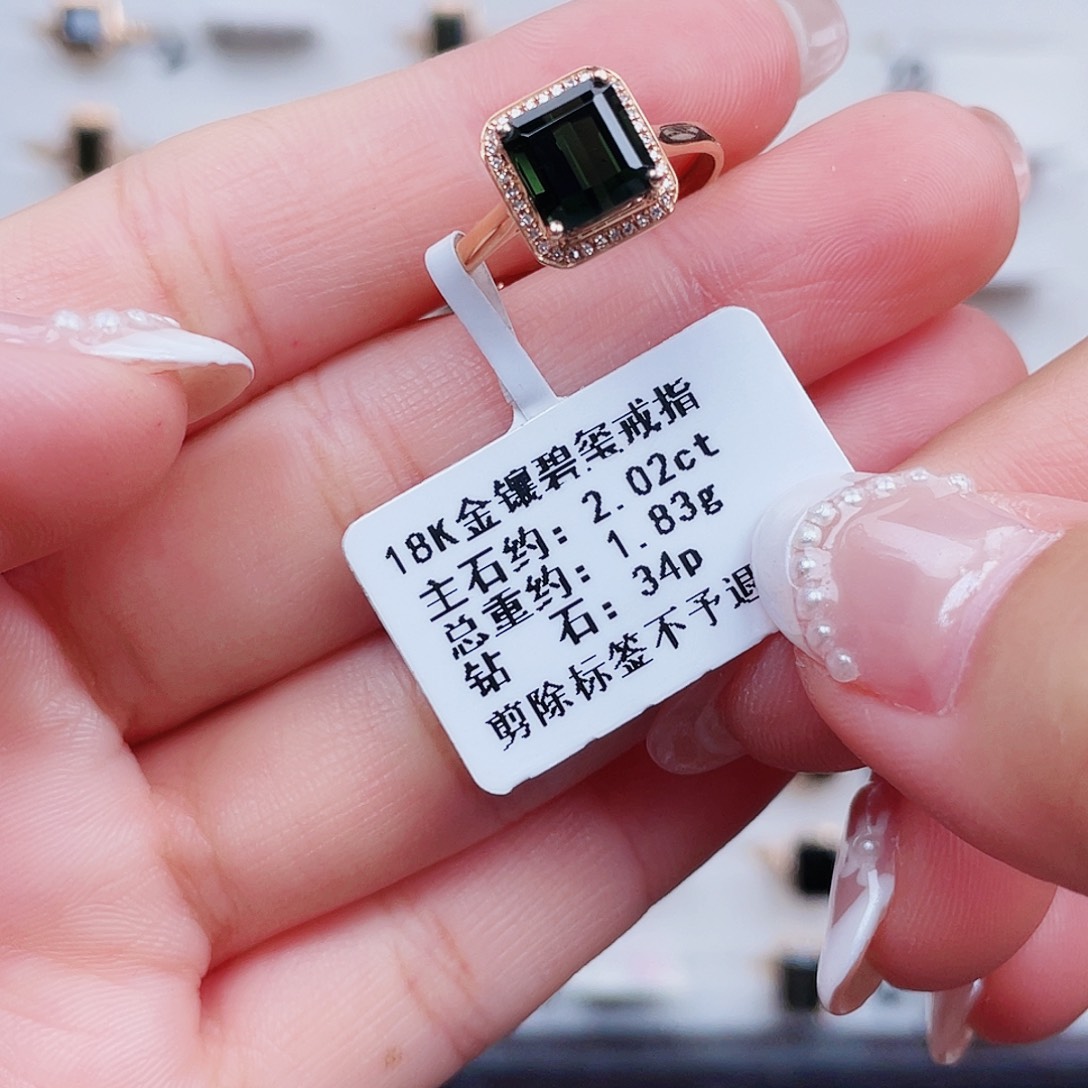 18K金镶碧玺戒指
主石约: 2.02ct
总重约: 1.83g
钻 石: 34p
剪除标签不予退